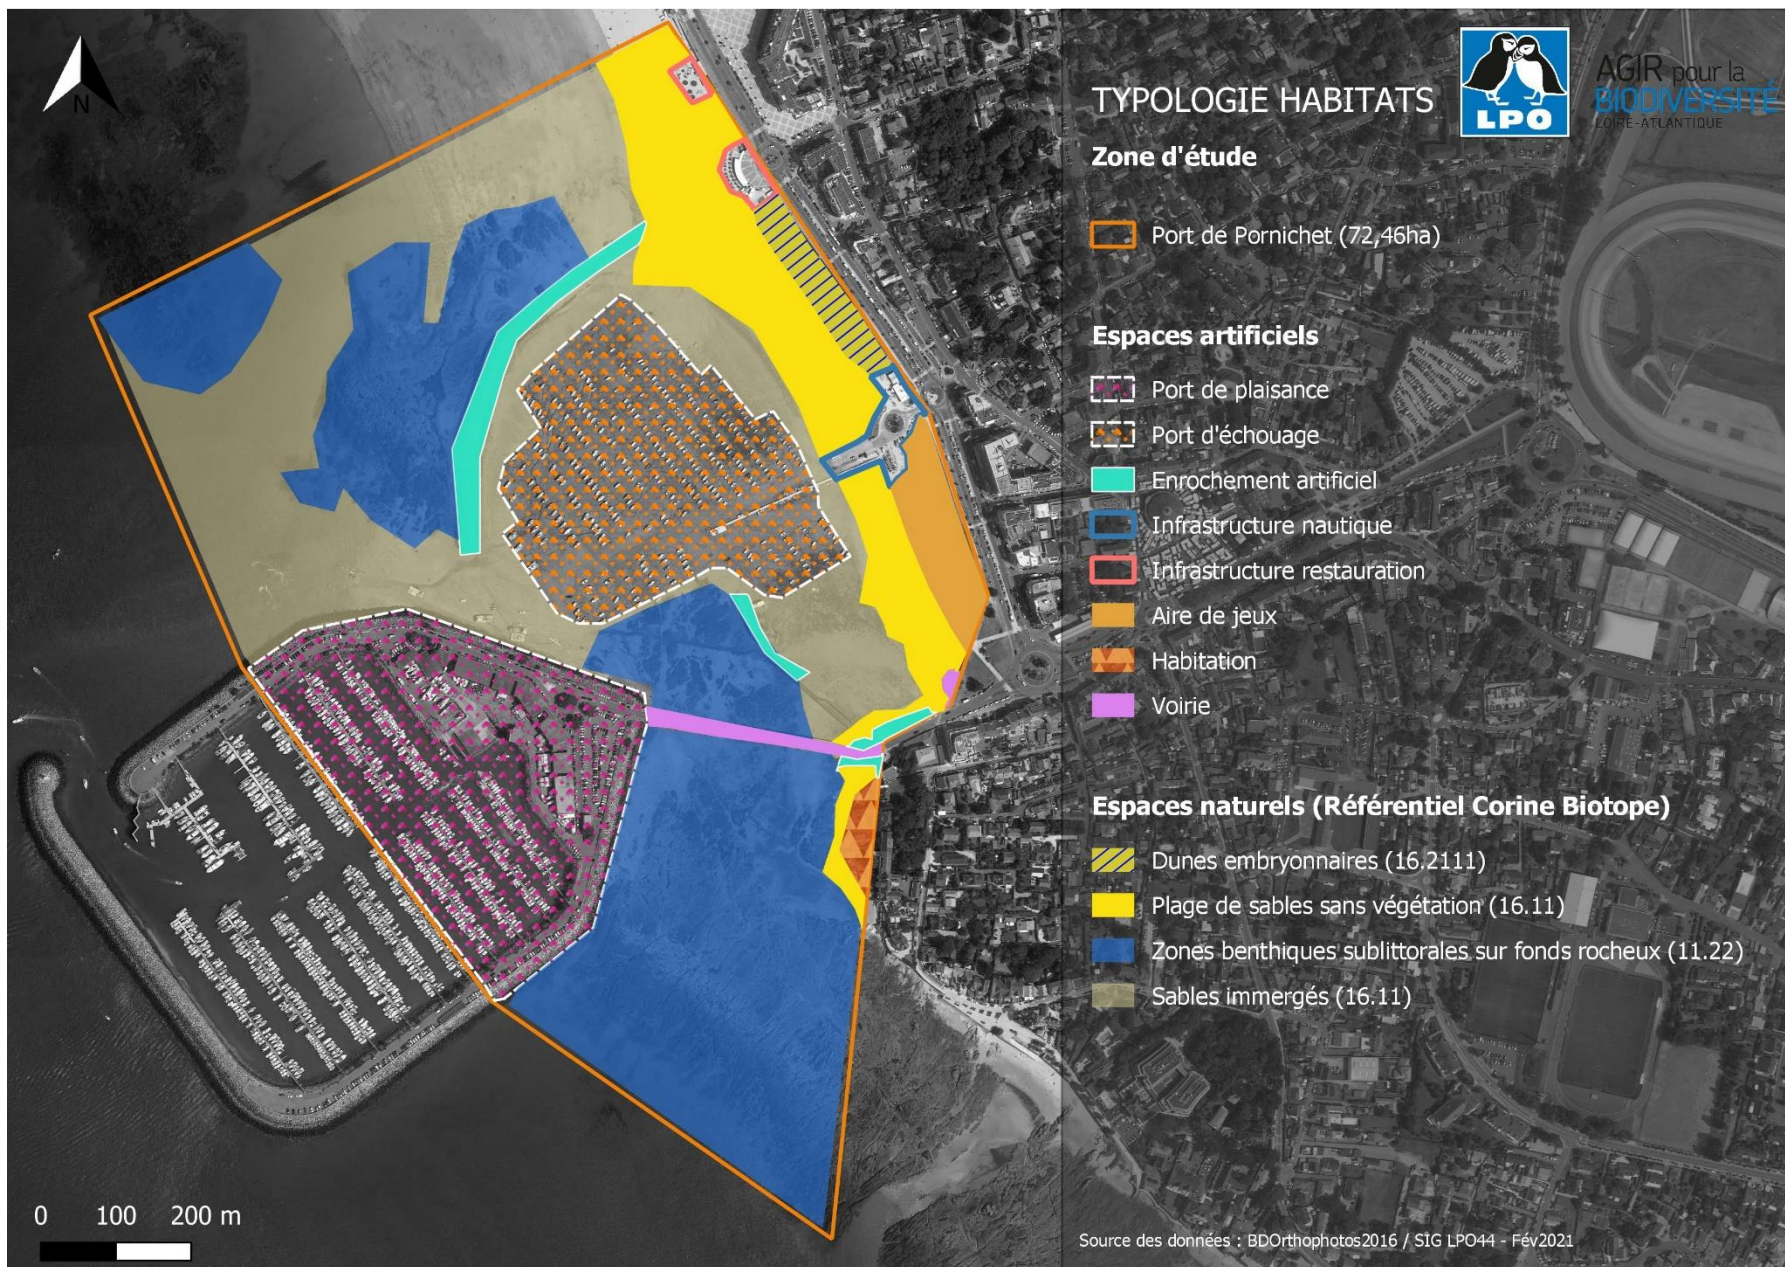 N
TYPOLOGIE HABITATS
LPO
AGIR pour la
BIODIVERSITÉ
LOIRE-ATLANTIQUE
Zone d'étude
Port de Pornichet (72,46ha)
Espaces artificiels
Port de plaisance
Port d'échouage
Enrochement artificiel
Infrastructure nautique
Infrastructure restauration
Aire de jeux
Habitation
Voirie
Espaces naturels (Référentiel Corine Biotope)
Dunes embryonnaires (16.2111)
Plage de sables sans végétation (16.11)
Zones benthiques sublittorales sur fonds rocheux (11.22)
Sables immergés (16.11)
0 100 200 m
Source des données : BDOrthophotos2016 / SIG LPO44 - Fév2021